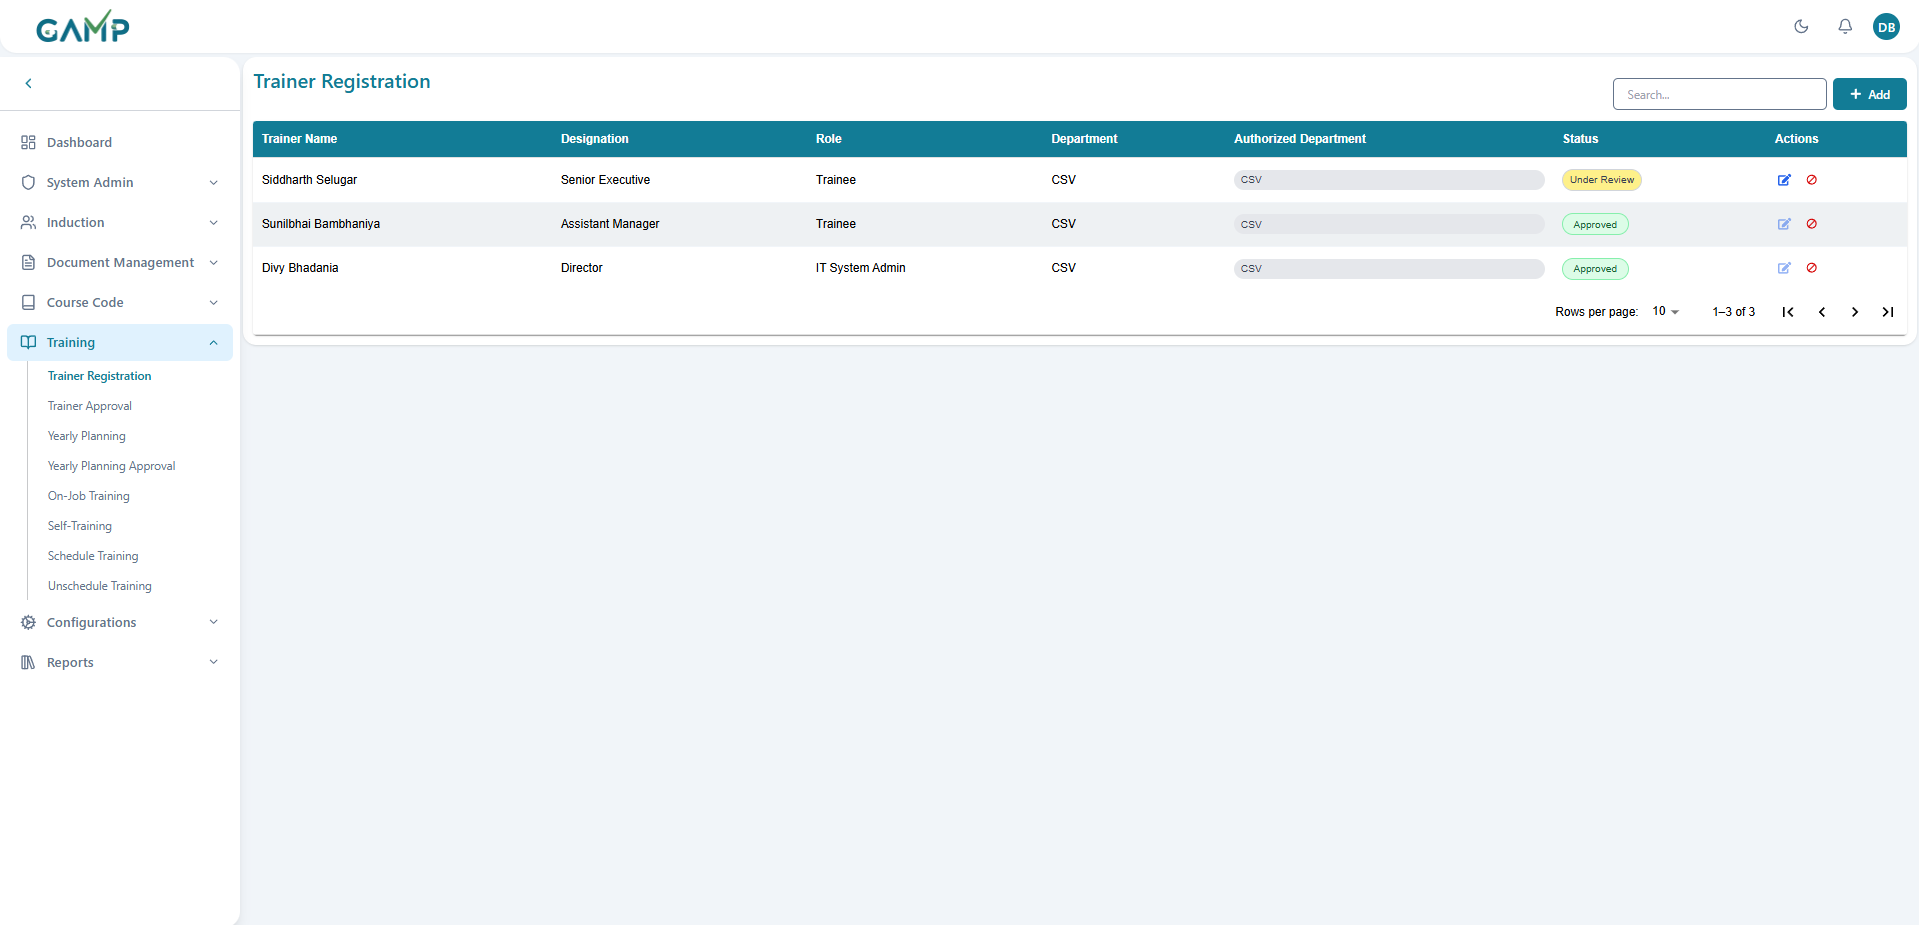 GAMP
DB
Trainer Registration
Search...
+ Add
Dashboard
System Admin
Induction
Document Management
Course Code
Training
Trainer Registration
Trainer Approval
Yearly Planning
Yearly Planning Approval
On-Job Training
Self-Training
Schedule Training
Unschedule Training
Configurations
Reports
Trainer Name Designation Role Department Authorized Department Status Actions
Siddharth Selugar Senior Executive Trainee CSV CSV Under Review
Sunilbhai Bambhaniya Assistant Manager Trainee CSV CSV Approved
Divy Bhadania Director IT System Admin CSV CSV Approved
Rows per page: 10 1–3 of 3